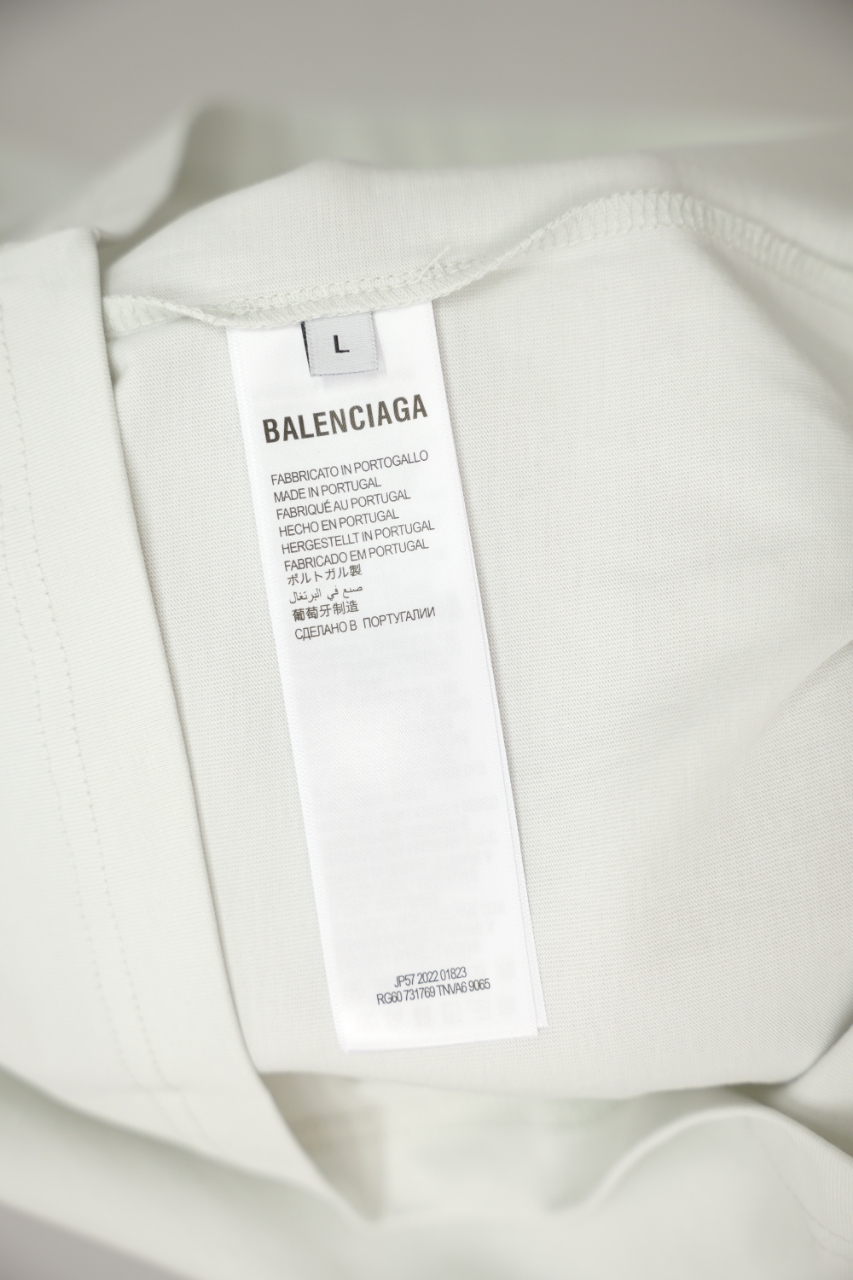 L
BALENCIAGA
FABBRICATO IN PORTOGALLO
MADE IN PORTUGAL
FABRIQUÉ AU PORTUGAL
HECHO EN PORTUGAL
HERGESTELLT IN PORTUGAL
FABRICADO EM PORTUGAL
ポルトガル製
صنع في البرتغال
葡萄牙制造
СДЕЛАНО В ПОРТУГАЛИИ
JP57 2022 01823
RG60 731769 TNVA6 9065